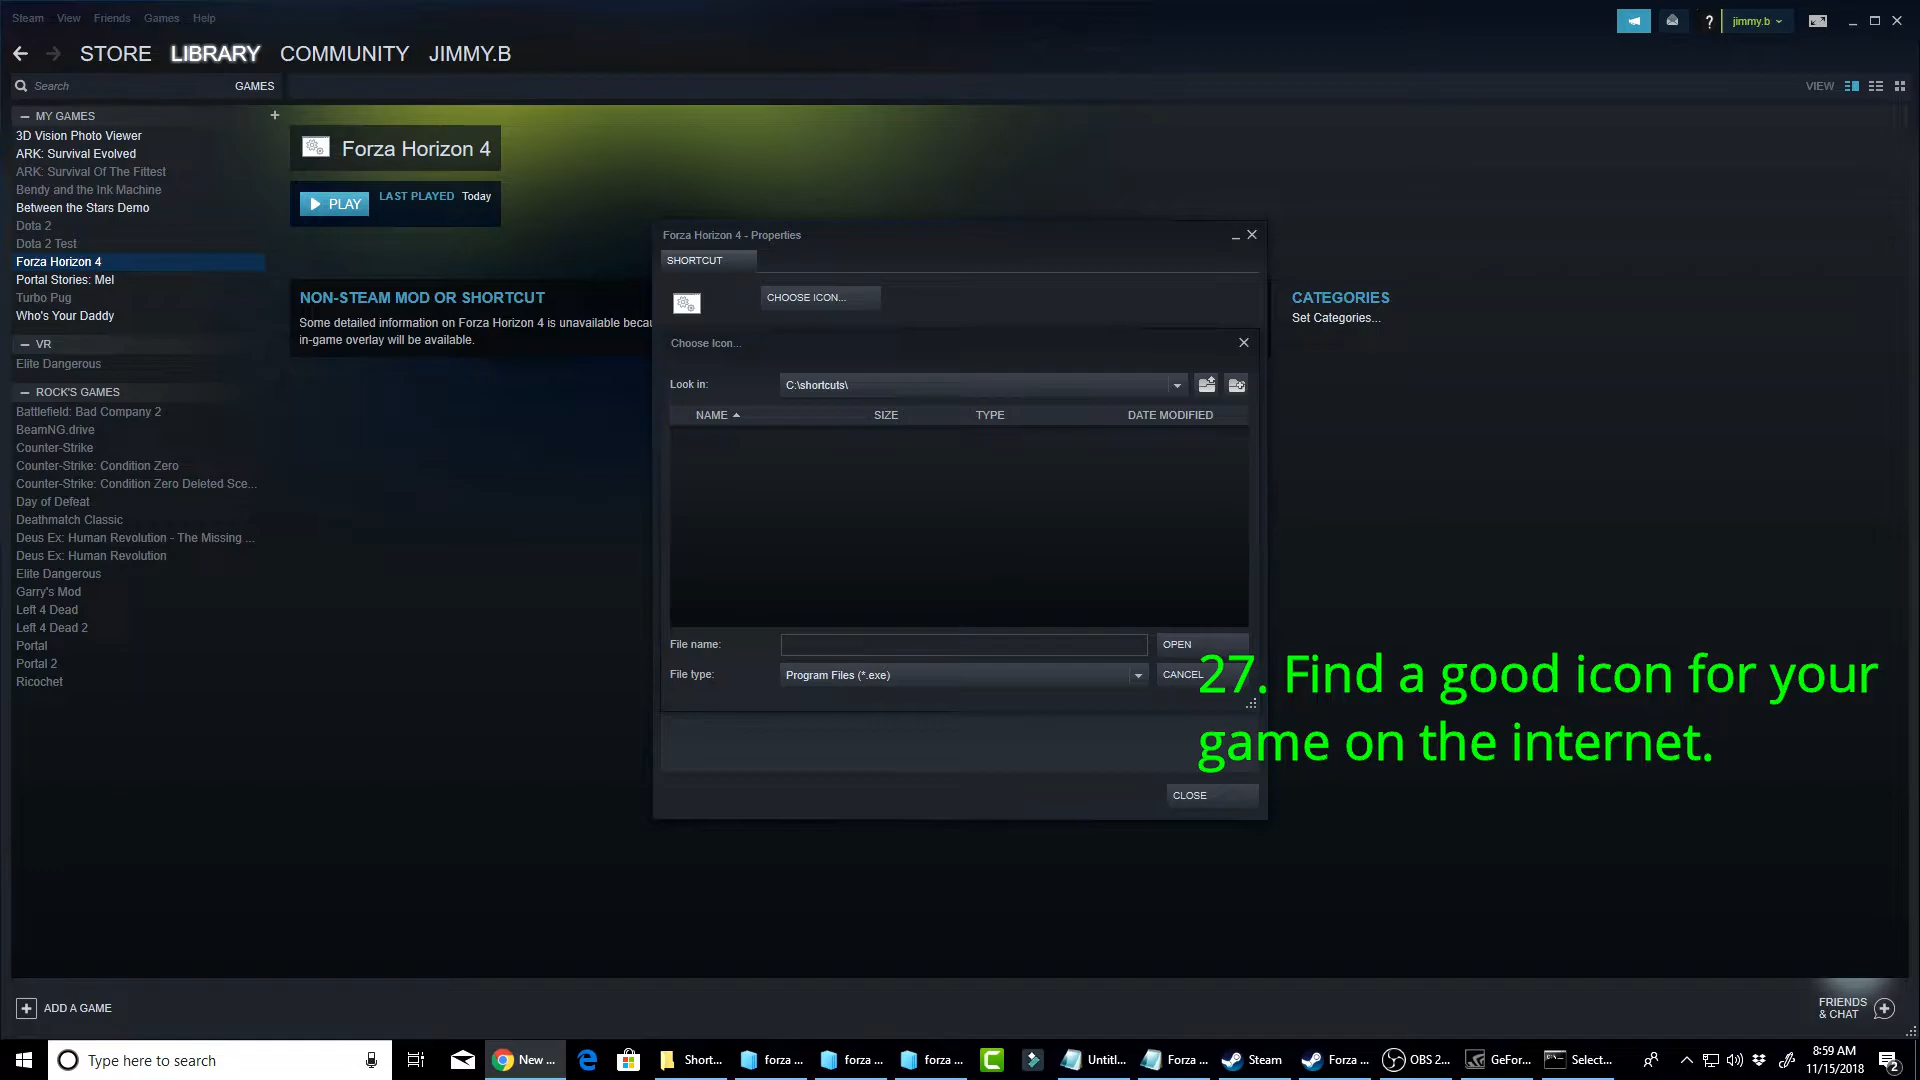 Steam View Friends Games Help
jimmy.b
STORE LIBRARY COMMUNITY JIMMY.B
Search GAMES
VIEW
— MY GAMES +
3D Vision Photo Viewer
ARK: Survival Evolved
ARK: Survival Of The Fittest
Bendy and the Ink Machine
Between the Stars Demo
Dota 2
Dota 2 Test
Forza Horizon 4
Portal Stories: Mel
Turbo Pug
Who's Your Daddy
— VR
Elite Dangerous
— ROCK'S GAMES
Battlefield: Bad Company 2
BeamNG.drive
Counter-Strike
Counter-Strike: Condition Zero
Counter-Strike: Condition Zero Deleted Sce...
Day of Defeat
Deathmatch Classic
Deus Ex: Human Revolution - The Missing ...
Deus Ex: Human Revolution
Elite Dangerous
Garry's Mod
Left 4 Dead
Left 4 Dead 2
Portal
Portal 2
Ricochet
Forza Horizon 4
PLAY LAST PLAYED Today
NON-STEAM MOD OR SHORTCUT
Some detailed information on Forza Horizon 4 is unavailable becau
in-game overlay will be available.
Forza Horizon 4 - Properties
SHORTCUT
CHOOSE ICON...
Choose Icon...
Look in: C:\shortcuts\
NAME SIZE TYPE DATE MODIFIED
File name: OPEN
File type: Program Files (*.exe) CANCEL
CLOSE
CATEGORIES
Set Categories...
27. Find a good icon for your
game on the internet.
ADD A GAME
FRIENDS
& CHAT
Type here to search New ... Short... forza ... forza ... forza ... Untitl... Forza ... Steam Forza ... OBS 2... GeFor... Select...
8:59 AM
11/15/2018
2